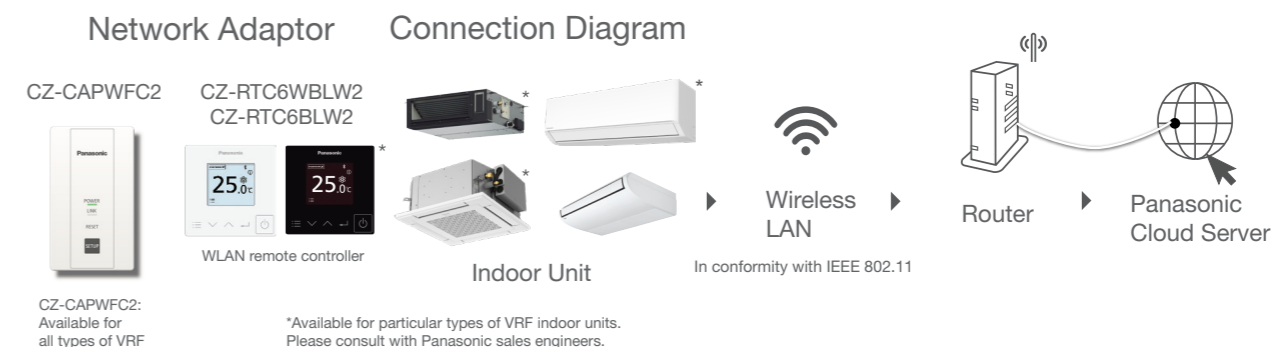 Network Adaptor
Connection Diagram
CZ-CAPWFC2
CZ-RTC6WBLW2
CZ-RTC6BLW2
Panasonic
POWER
LINK
RESET
SETUP
Panasonic
25.0℃
Panasonic
25.0℃
*
WLAN remote controller
*
*
*
Indoor Unit
Wireless
LAN
In conformity with IEEE 802.11
Router
Panasonic
Cloud Server
CZ-CAPWFC2:
Available for
all types of VRF
*Available for particular types of VRF indoor units.
Please consult with Panasonic sales engineers.